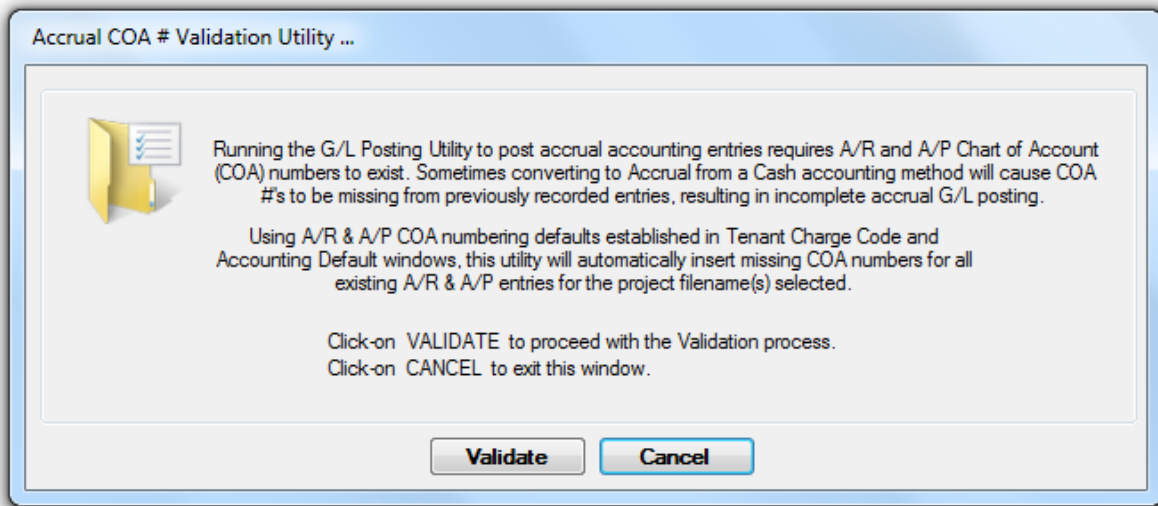 Accrual COA # Validation Utility ...
Running the G/L Posting Utility to post accrual accounting entries requires A/R and A/P Chart of Account
(COA) numbers to exist. Sometimes converting to Accrual from a Cash accounting method will cause COA
#'s to be missing from previously recorded entries, resulting in incomplete accrual G/L posting.
Using A/R & A/P COA numbering defaults established in Tenant Charge Code and
Accounting Default windows, this utility will automatically insert missing COA numbers for all
existing A/R & A/P entries for the project filename(s) selected.
Click-on VALIDATE to proceed with the Validation process.
Click-on CANCEL to exit this window.
Validate Cancel